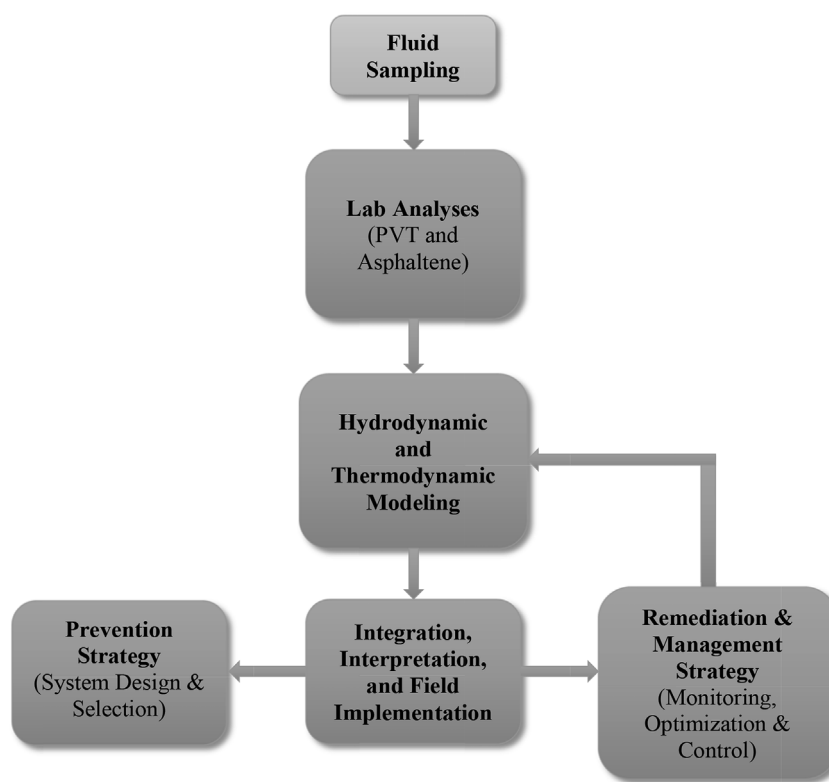 Fluid
Sampling
Lab Analyses
(PVT and
Asphaltene)
Hydrodynamic
and
Thermodynamic
Modeling
Prevention
Strategy
(System Design &
Selection)
Integration,
Interpretation,
and Field
Implementation
Remediation &
Management
Strategy
(Monitoring,
Optimization &
Control)